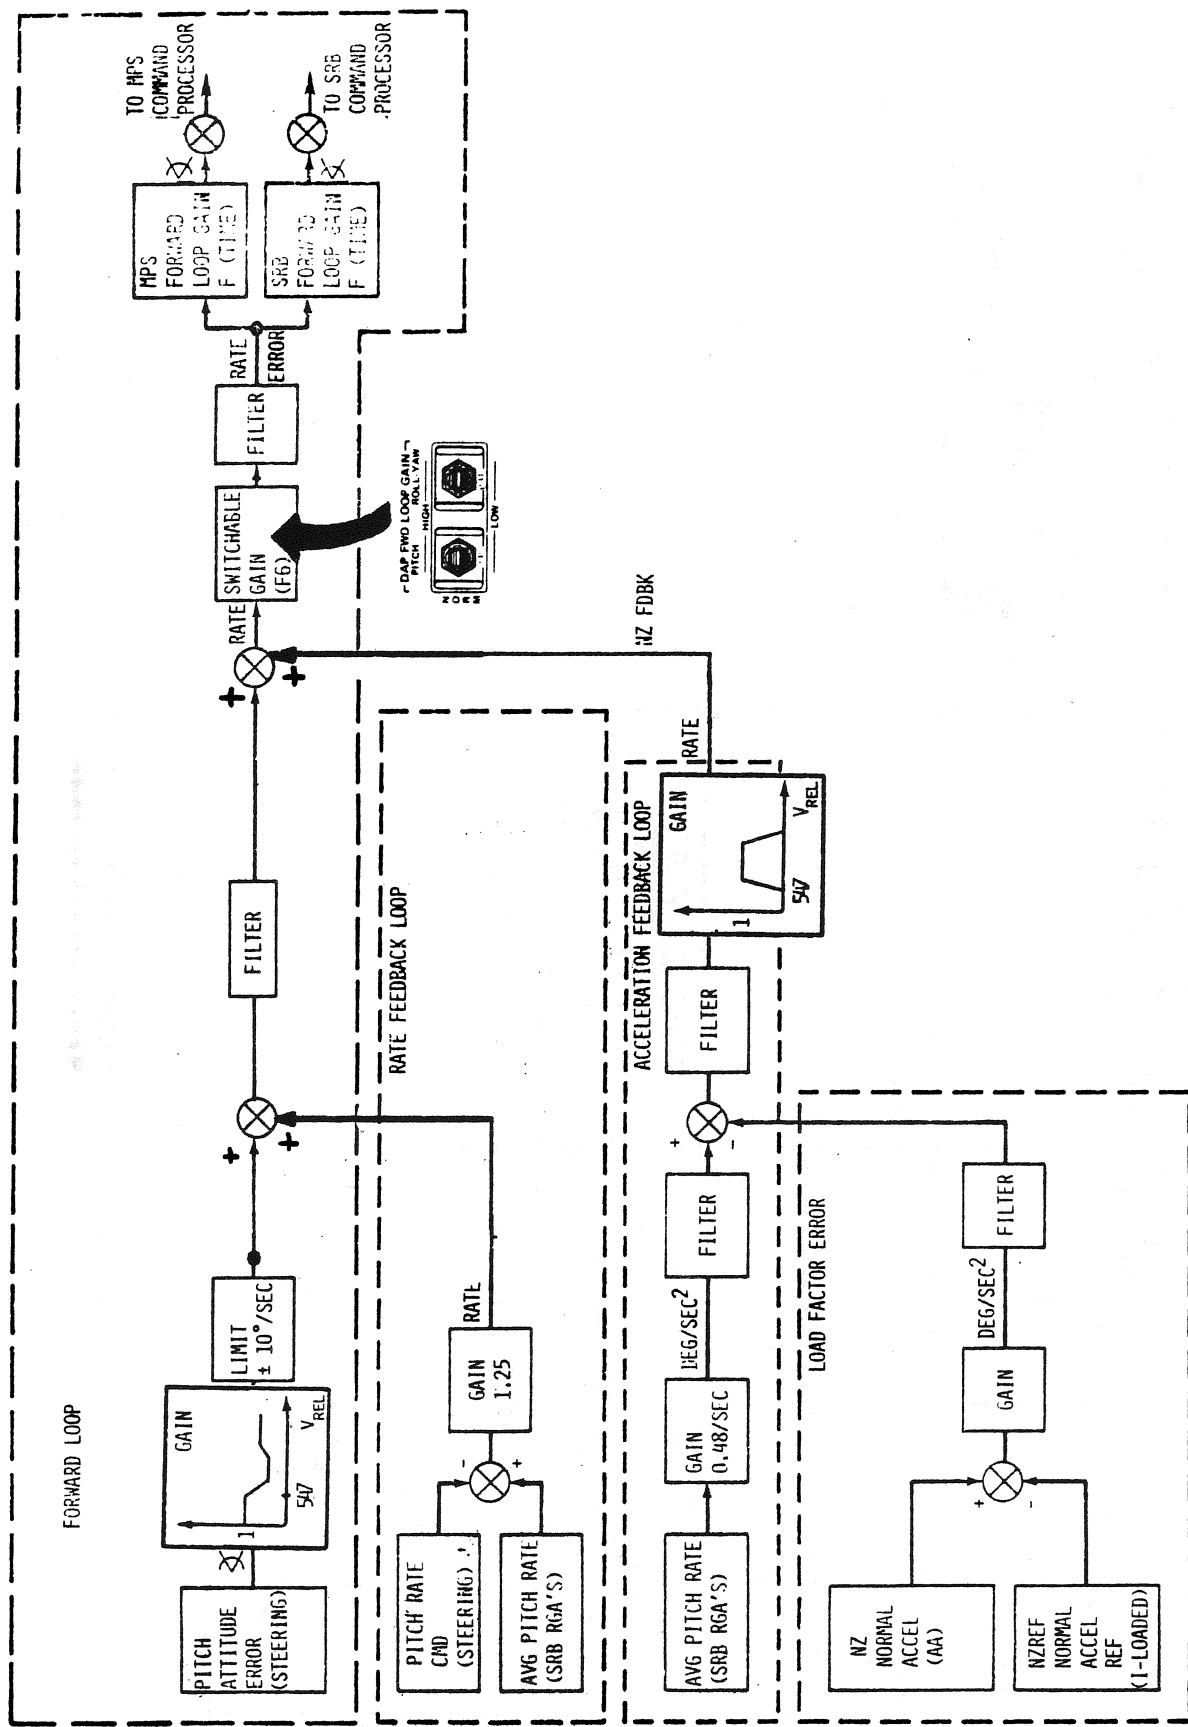 FORWARD LOOP
PITCH
ATTITUDE
ERROR
(STEERING)
GAIN
1
547
VREL
LIMIT
± 10°/SEC
+
+
FILTER
+
+
RATE
SWITCHABLE
GAIN
(F6)
FILTER
RATE
ERROR
MPS
FORWARD
LOOP GAIN
F (TIME)
TO MPS
COMMAND
PROCESSOR
SRB
FORWARD
LOOP GAIN
F (TIME)
TO SRB
COMMAND
PROCESSOR
DAP FWD LOOP GAIN
PITCH
ROLL-YAW
HIGH
NORM
LOW
RATE FEEDBACK LOOP
PITCH RATE
CMD
(STEERING)
AVG PITCH RATE
(SRB RGA'S)
-
+
GAIN
1.25
RATE
ACCELERATION FEEDBACK LOOP
AVG PITCH RATE
(SRB RGA'S)
GAIN
0.48/SEC
DEG/SEC²
FILTER
+
-
FILTER
GAIN
1
547
VREL
RATE
NZ FDBK
LOAD FACTOR ERROR
NZ
NORMAL
ACCEL
(AA)
NZREF
NORMAL
ACCEL
REF
(I-LOADED)
+
-
GAIN
DEG/SEC²
FILTER